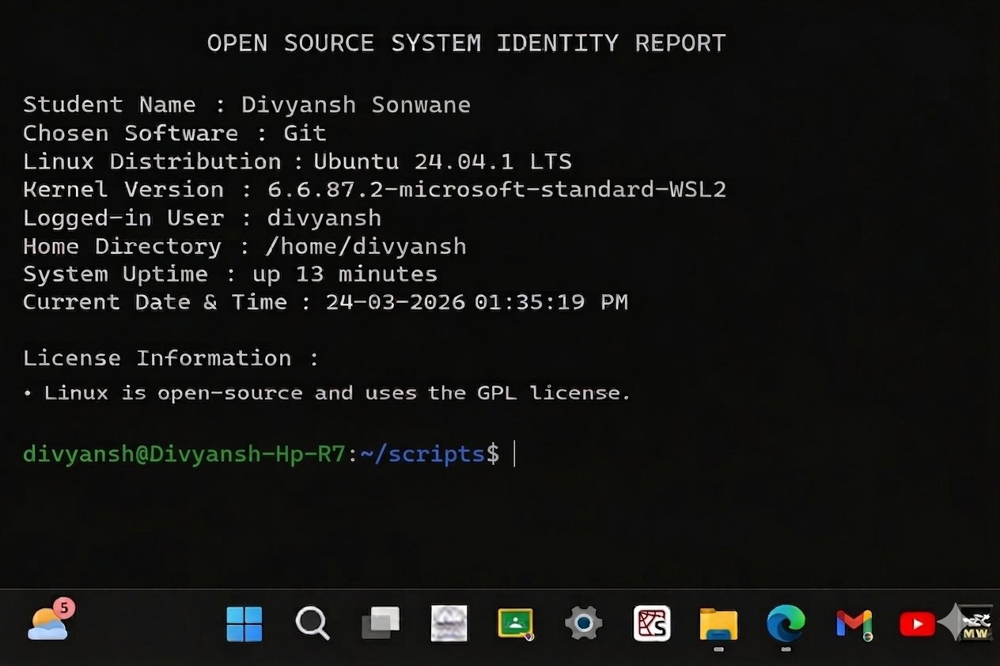 OPEN SOURCE SYSTEM IDENTITY REPORT
Student Name : Divyansh Sonwane
Chosen Software : Git
Linux Distribution : Ubuntu 24.04.1 LTS
Kernel Version : 6.6.87.2-microsoft-standard-WSL2
Logged-in User : divyansh
Home Directory : /home/divyansh
System Uptime : up 13 minutes
Current Date & Time : 24-03-2026 01:35:19 PM
License Information :
• Linux is open-source and uses the GPL license.
divyansh@Divyansh-Hp-R7:~/scripts$
5
S
MW